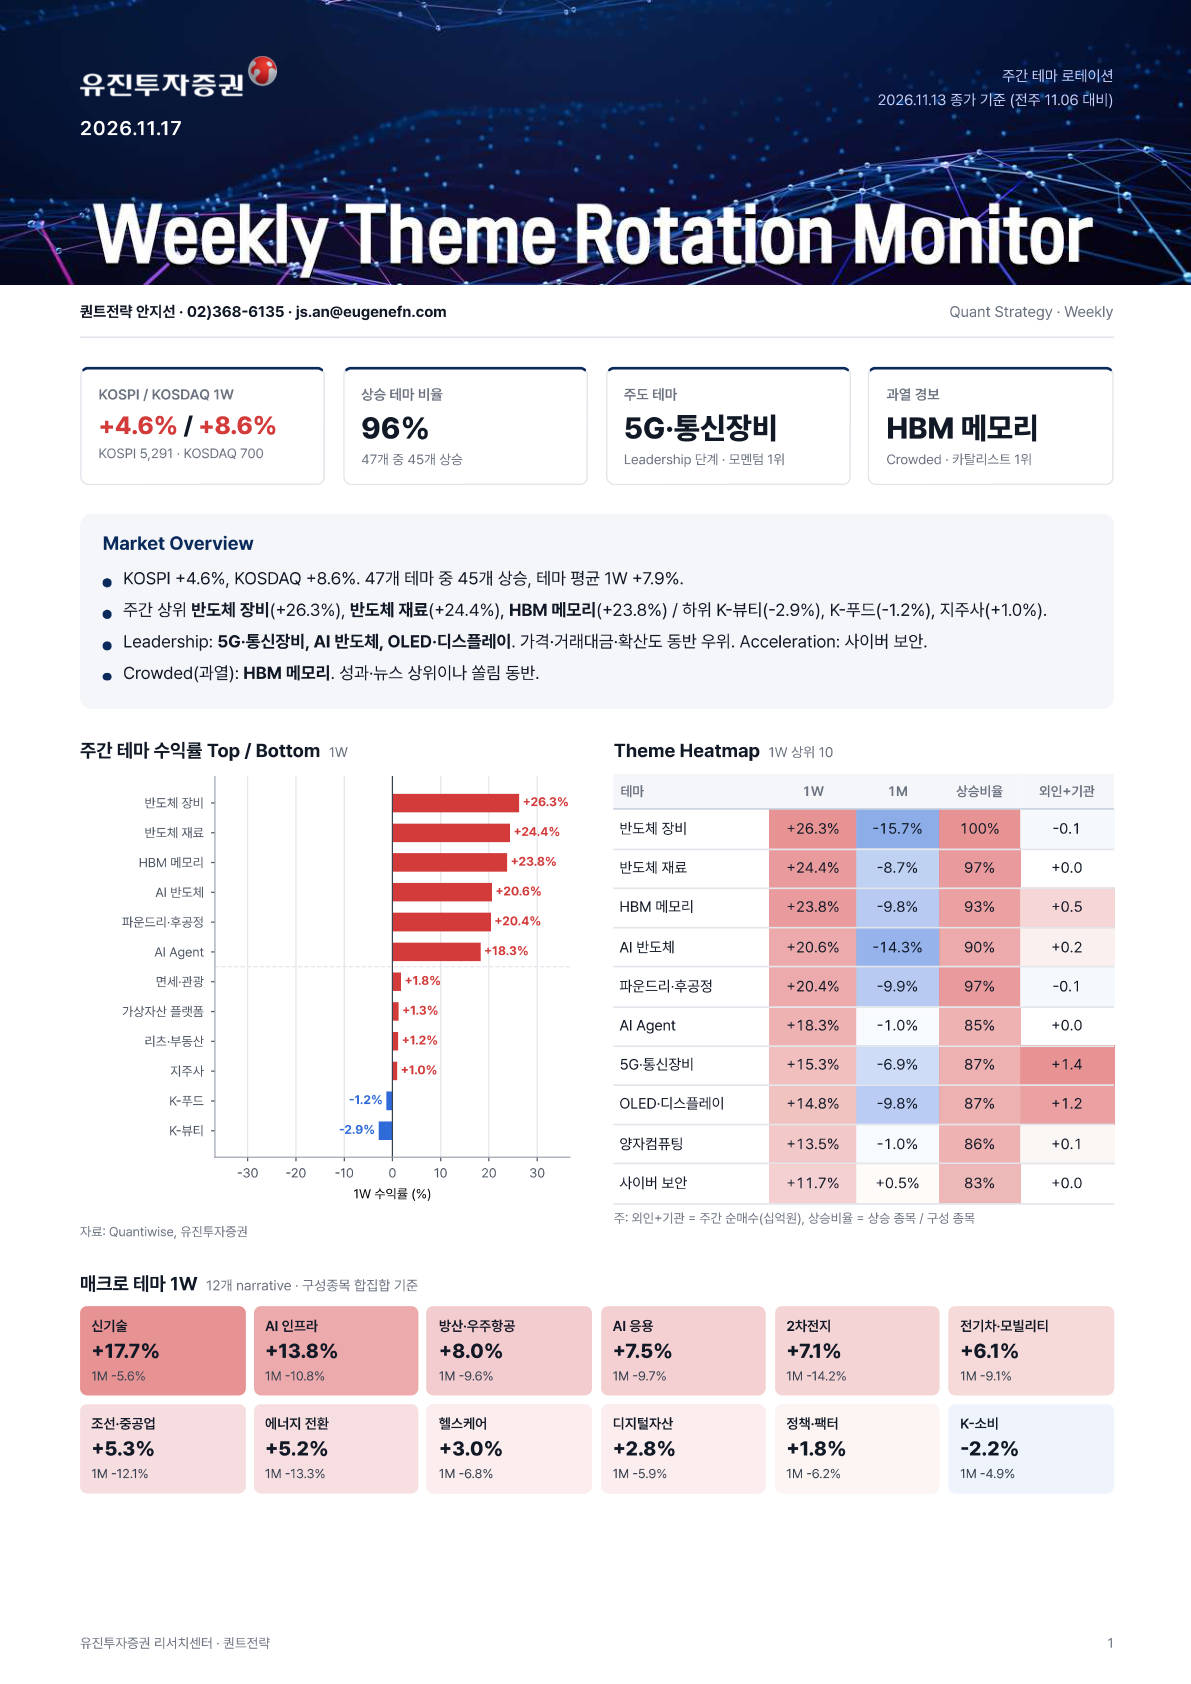 유진투자증권
2026.11.17
주간 테마 로테이션
2026.11.13 종가 기준 (전주 11.06 대비)
Weekly Theme Rotation Monitor
퀀트전략 안지선 · 02)368-6135 · js.an@eugenefn.com
Quant Strategy · Weekly
KOSPI / KOSDAQ 1W
+4.6% / +8.6%
KOSPI 5,291 · KOSDAQ 700
상승 테마 비율
96%
47개 중 45개 상승
주도 테마
5G·통신장비
Leadership 단계 · 모멘텀 1위
과열 경보
HBM 메모리
Crowded · 카탈리스트 1위
Market Overview
KOSPI +4.6%, KOSDAQ +8.6%. 47개 테마 중 45개 상승, 테마 평균 1W +7.9%.
주간 상위 반도체 장비(+26.3%), 반도체 재료(+24.4%), HBM 메모리(+23.8%) / 하위 K-뷰티(-2.9%), K-푸드(-1.2%), 지주사(+1.0%).
Leadership: 5G·통신장비, AI 반도체, OLED·디스플레이. 가격·거래대금·확산도 동반 우위. Acceleration: 사이버 보안.
Crowded(과열): HBM 메모리. 성과·뉴스 상위이나 쏠림 동반.
주간 테마 수익률 Top / Bottom 1W
반도체 장비 +26.3%
반도체 재료 +24.4%
HBM 메모리 +23.8%
AI 반도체 +20.6%
파운드리·후공정 +20.4%
AI Agent +18.3%
면세·관광 +1.8%
가상자산 플랫폼 +1.3%
리츠·부동산 +1.2%
지주사 +1.0%
K-푸드 -1.2%
K-뷰티 -2.9%
-30 -20 -10 0 10 20 30
1W 수익률 (%)
자료: Quantiwise, 유진투자증권
Theme Heatmap 1W 상위 10
테마 1W 1M 상승비율 외인+기관
반도체 장비 +26.3% -15.7% 100% -0.1
반도체 재료 +24.4% -8.7% 97% +0.0
HBM 메모리 +23.8% -9.8% 93% +0.5
AI 반도체 +20.6% -14.3% 90% +0.2
파운드리·후공정 +20.4% -9.9% 97% -0.1
AI Agent +18.3% -1.0% 85% +0.0
5G·통신장비 +15.3% -6.9% 87% +1.4
OLED·디스플레이 +14.8% -9.8% 87% +1.2
양자컴퓨팅 +13.5% -1.0% 86% +0.1
사이버 보안 +11.7% +0.5% 83% +0.0
주: 외인+기관 = 주간 순매수(십억원), 상승비율 = 상승 종목 / 구성 종목
매크로 테마 1W 12개 narrative · 구성종목 합집합 기준
신기술
+17.7%
1M -5.6%
AI 인프라
+13.8%
1M -10.8%
방산·우주항공
+8.0%
1M -9.6%
AI 응용
+7.5%
1M -9.7%
2차전지
+7.1%
1M -14.2%
전기차·모빌리티
+6.1%
1M -9.1%
조선·중공업
+5.3%
1M -12.1%
에너지 전환
+5.2%
1M -13.3%
헬스케어
+3.0%
1M -6.8%
디지털자산
+2.8%
1M -5.9%
정책·팩터
+1.8%
1M -6.2%
K-소비
-2.2%
1M -4.9%
유진투자증권 리서치센터 · 퀀트전략
1